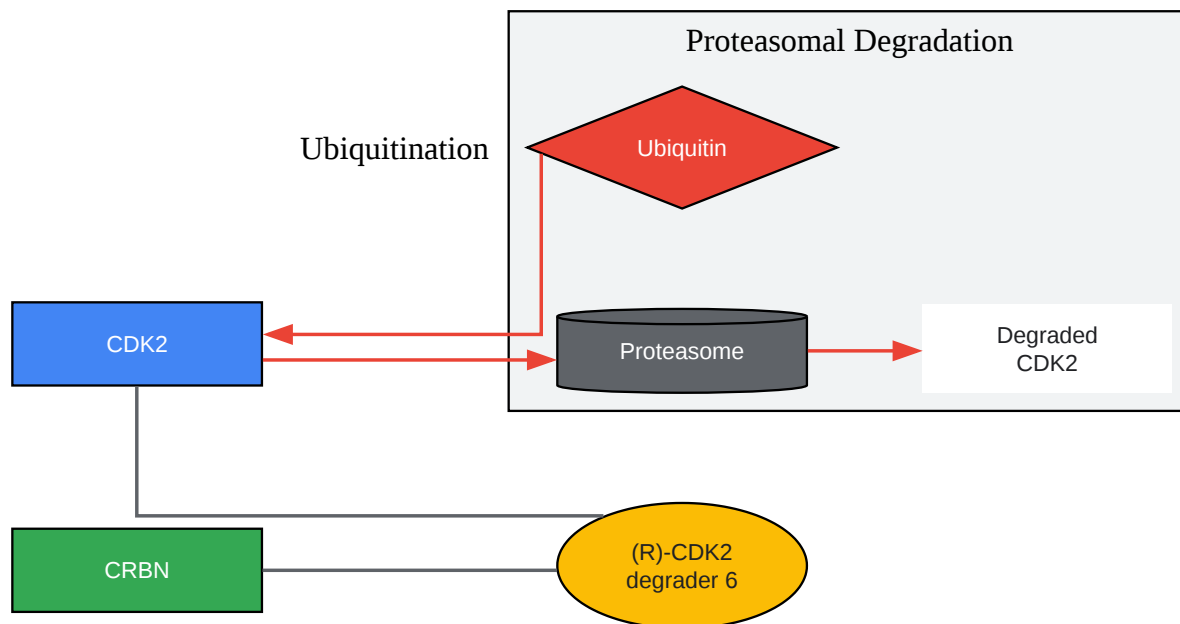 Proteasomal Degradation
Ubiquitination
Ubiquitin
CDK2
Proteasome
Degraded
CDK2
CRBN
(R)-CDK2
degrader 6